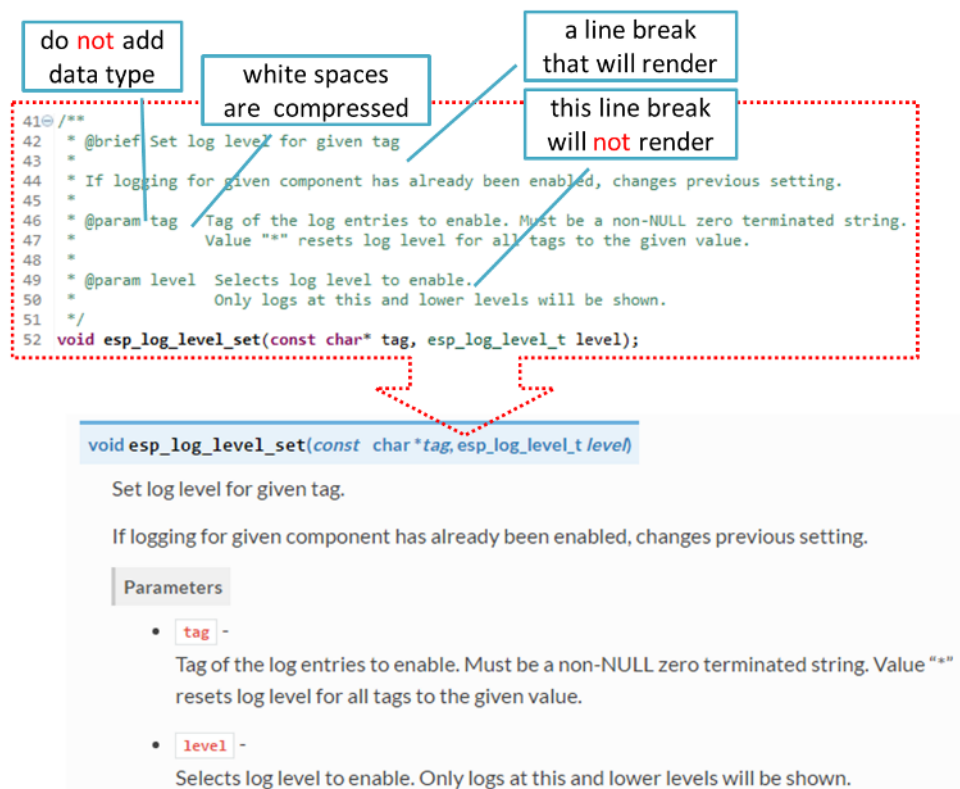 do not add
data type
white spaces
are compressed
a line break
that will render
this line break
will not render
41 /**
42  * @brief Set log level for given tag
43  *
44  * If logging for given component has already been enabled, changes previous setting.
45  *
46  * @param tag   Tag of the log entries to enable. Must be a non-NULL zero terminated string.
47  *              Value "*" resets log level for all tags to the given value.
48  *
49  * @param level  Selects log level to enable.
50  *               Only logs at this and lower levels will be shown.
51  */
52 void esp_log_level_set(const char* tag, esp_log_level_t level);
void esp_log_level_set(const char *tag, esp_log_level_t level)
Set log level for given tag.
If logging for given component has already been enabled, changes previous setting.
Parameters
• tag -
Tag of the log entries to enable. Must be a non-NULL zero terminated string. Value “*”
resets log level for all tags to the given value.
• level -
Selects log level to enable. Only logs at this and lower levels will be shown.